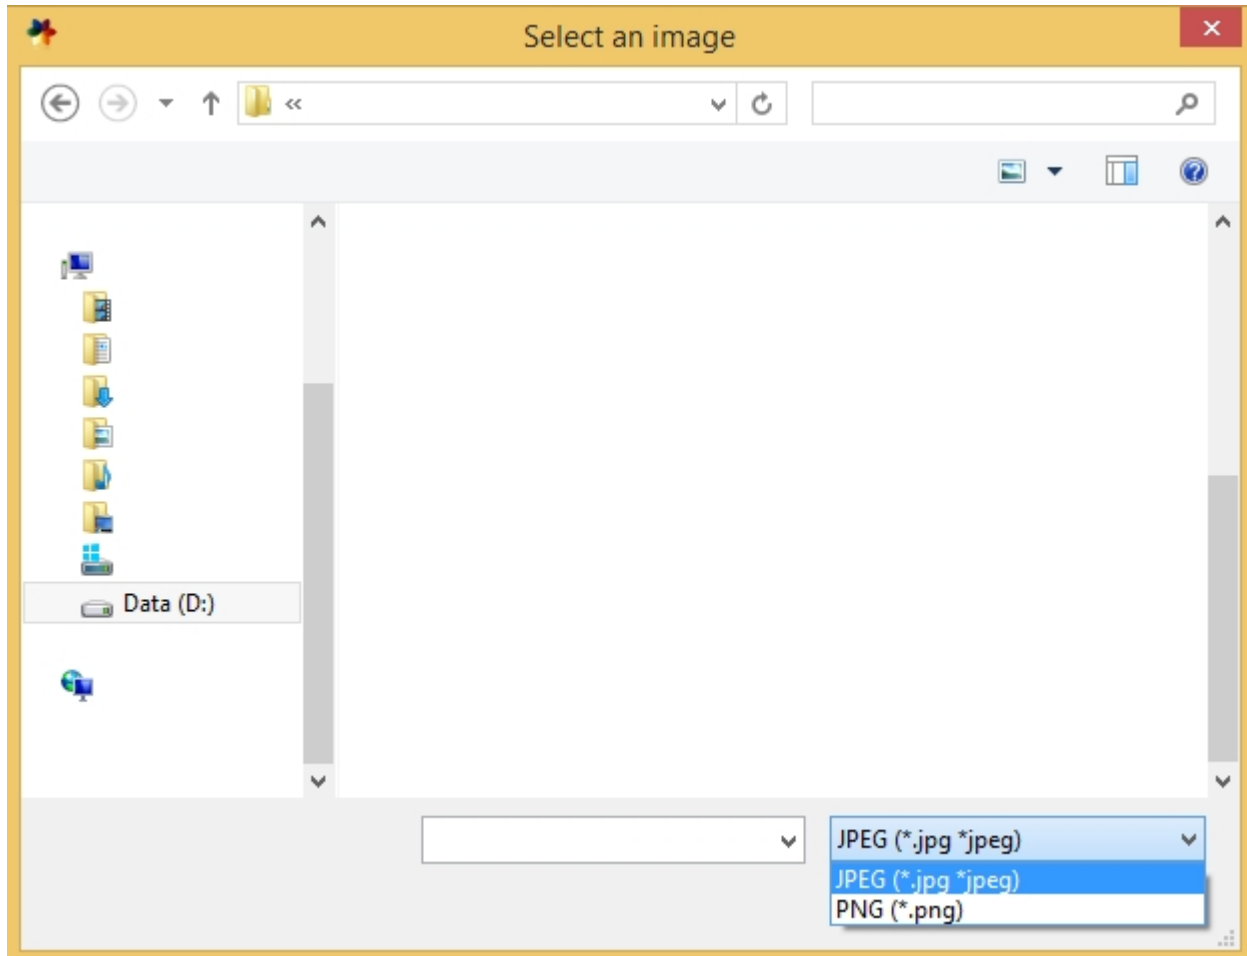 Select an image
«
Data (D:)
JPEG (*.jpg *jpeg)
JPEG (*.jpg *jpeg)
PNG (*.png)